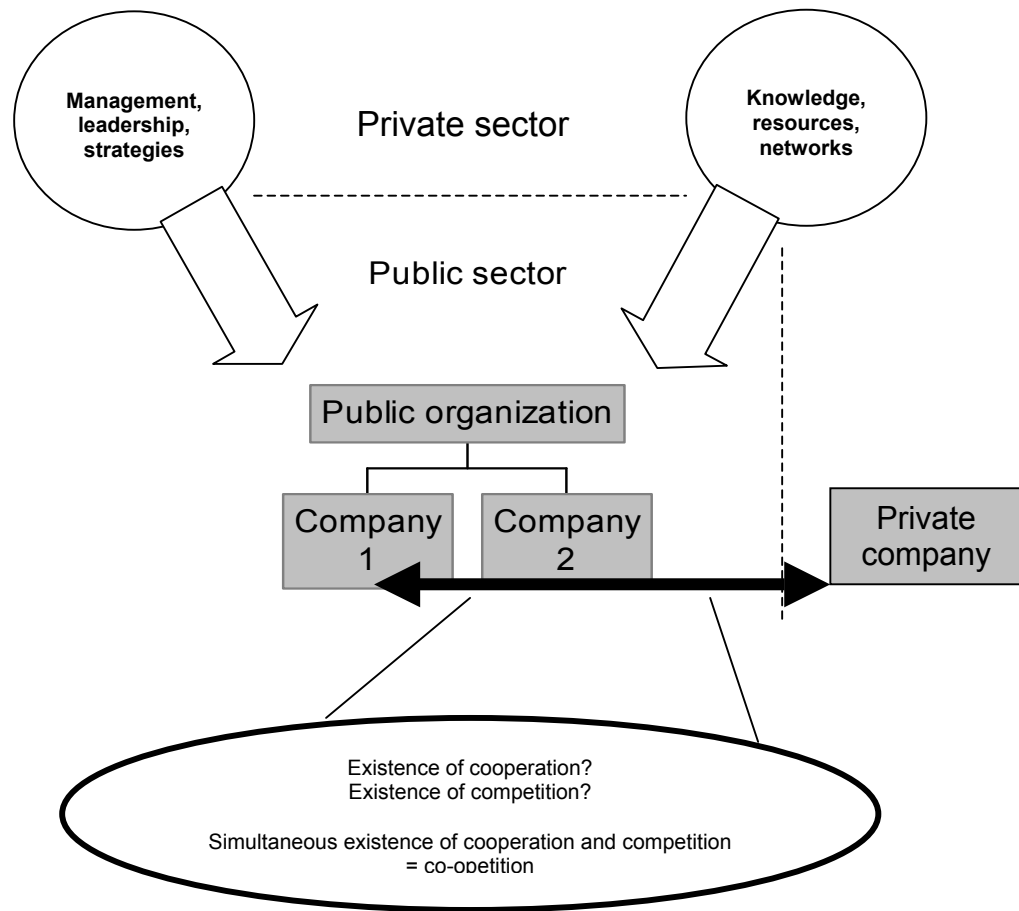 Management,
leadership,
strategies
Private sector
Knowledge,
resources,
networks
Public sector
Public organization
Company
1
Company
2
Private
company
Existence of cooperation?
Existence of competition?
Simultaneous existence of cooperation and competition
= co-opetition